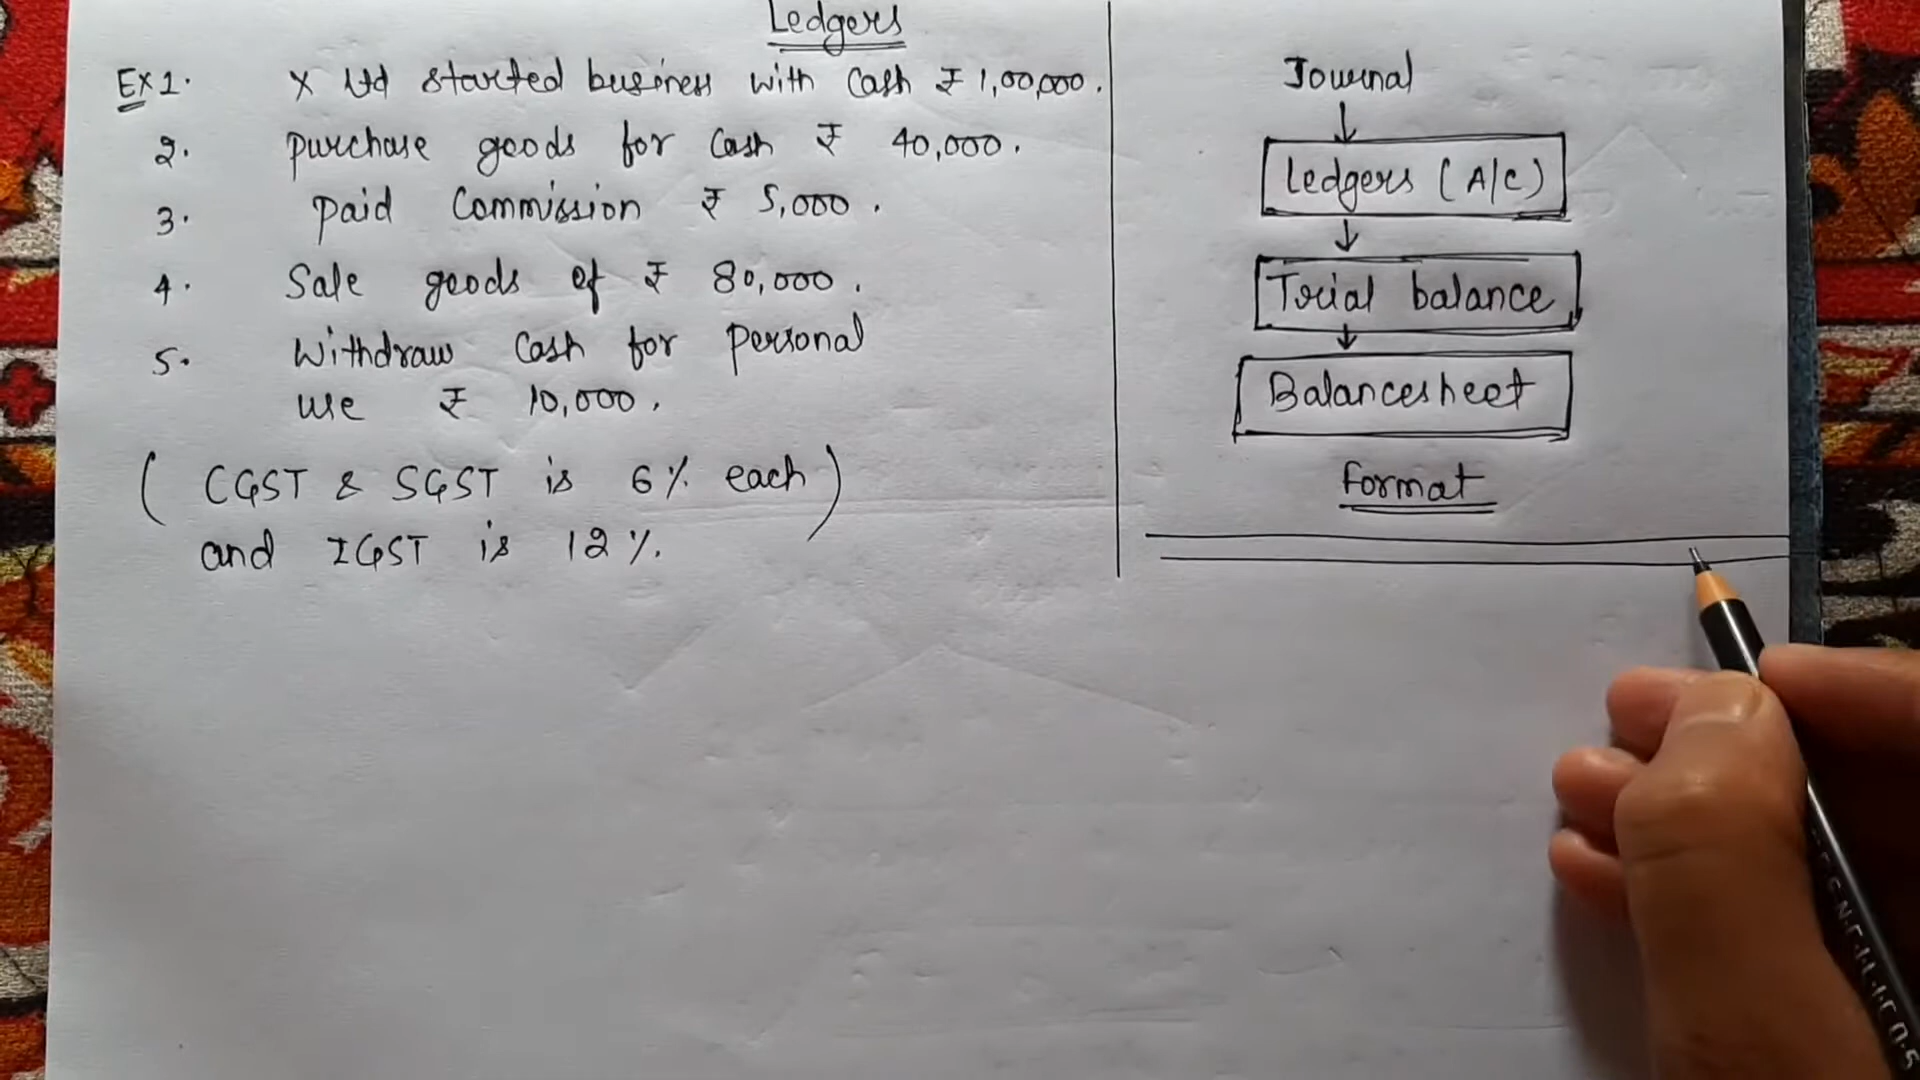 Ledgers
Ex 1. X Ltd started business with Cash ₹ 1,00,000.
2. purchase goods for Cash ₹ 40,000.
3. paid Commission ₹ 5,000.
4. Sale goods of ₹ 80,000.
5. Withdraw Cash for personal
use ₹ 10,000.
( CGST & SGST is 6% each )
and IGST is 12%.
Journal
Ledgers (A/C)
Trial balance
Balancesheet
Format